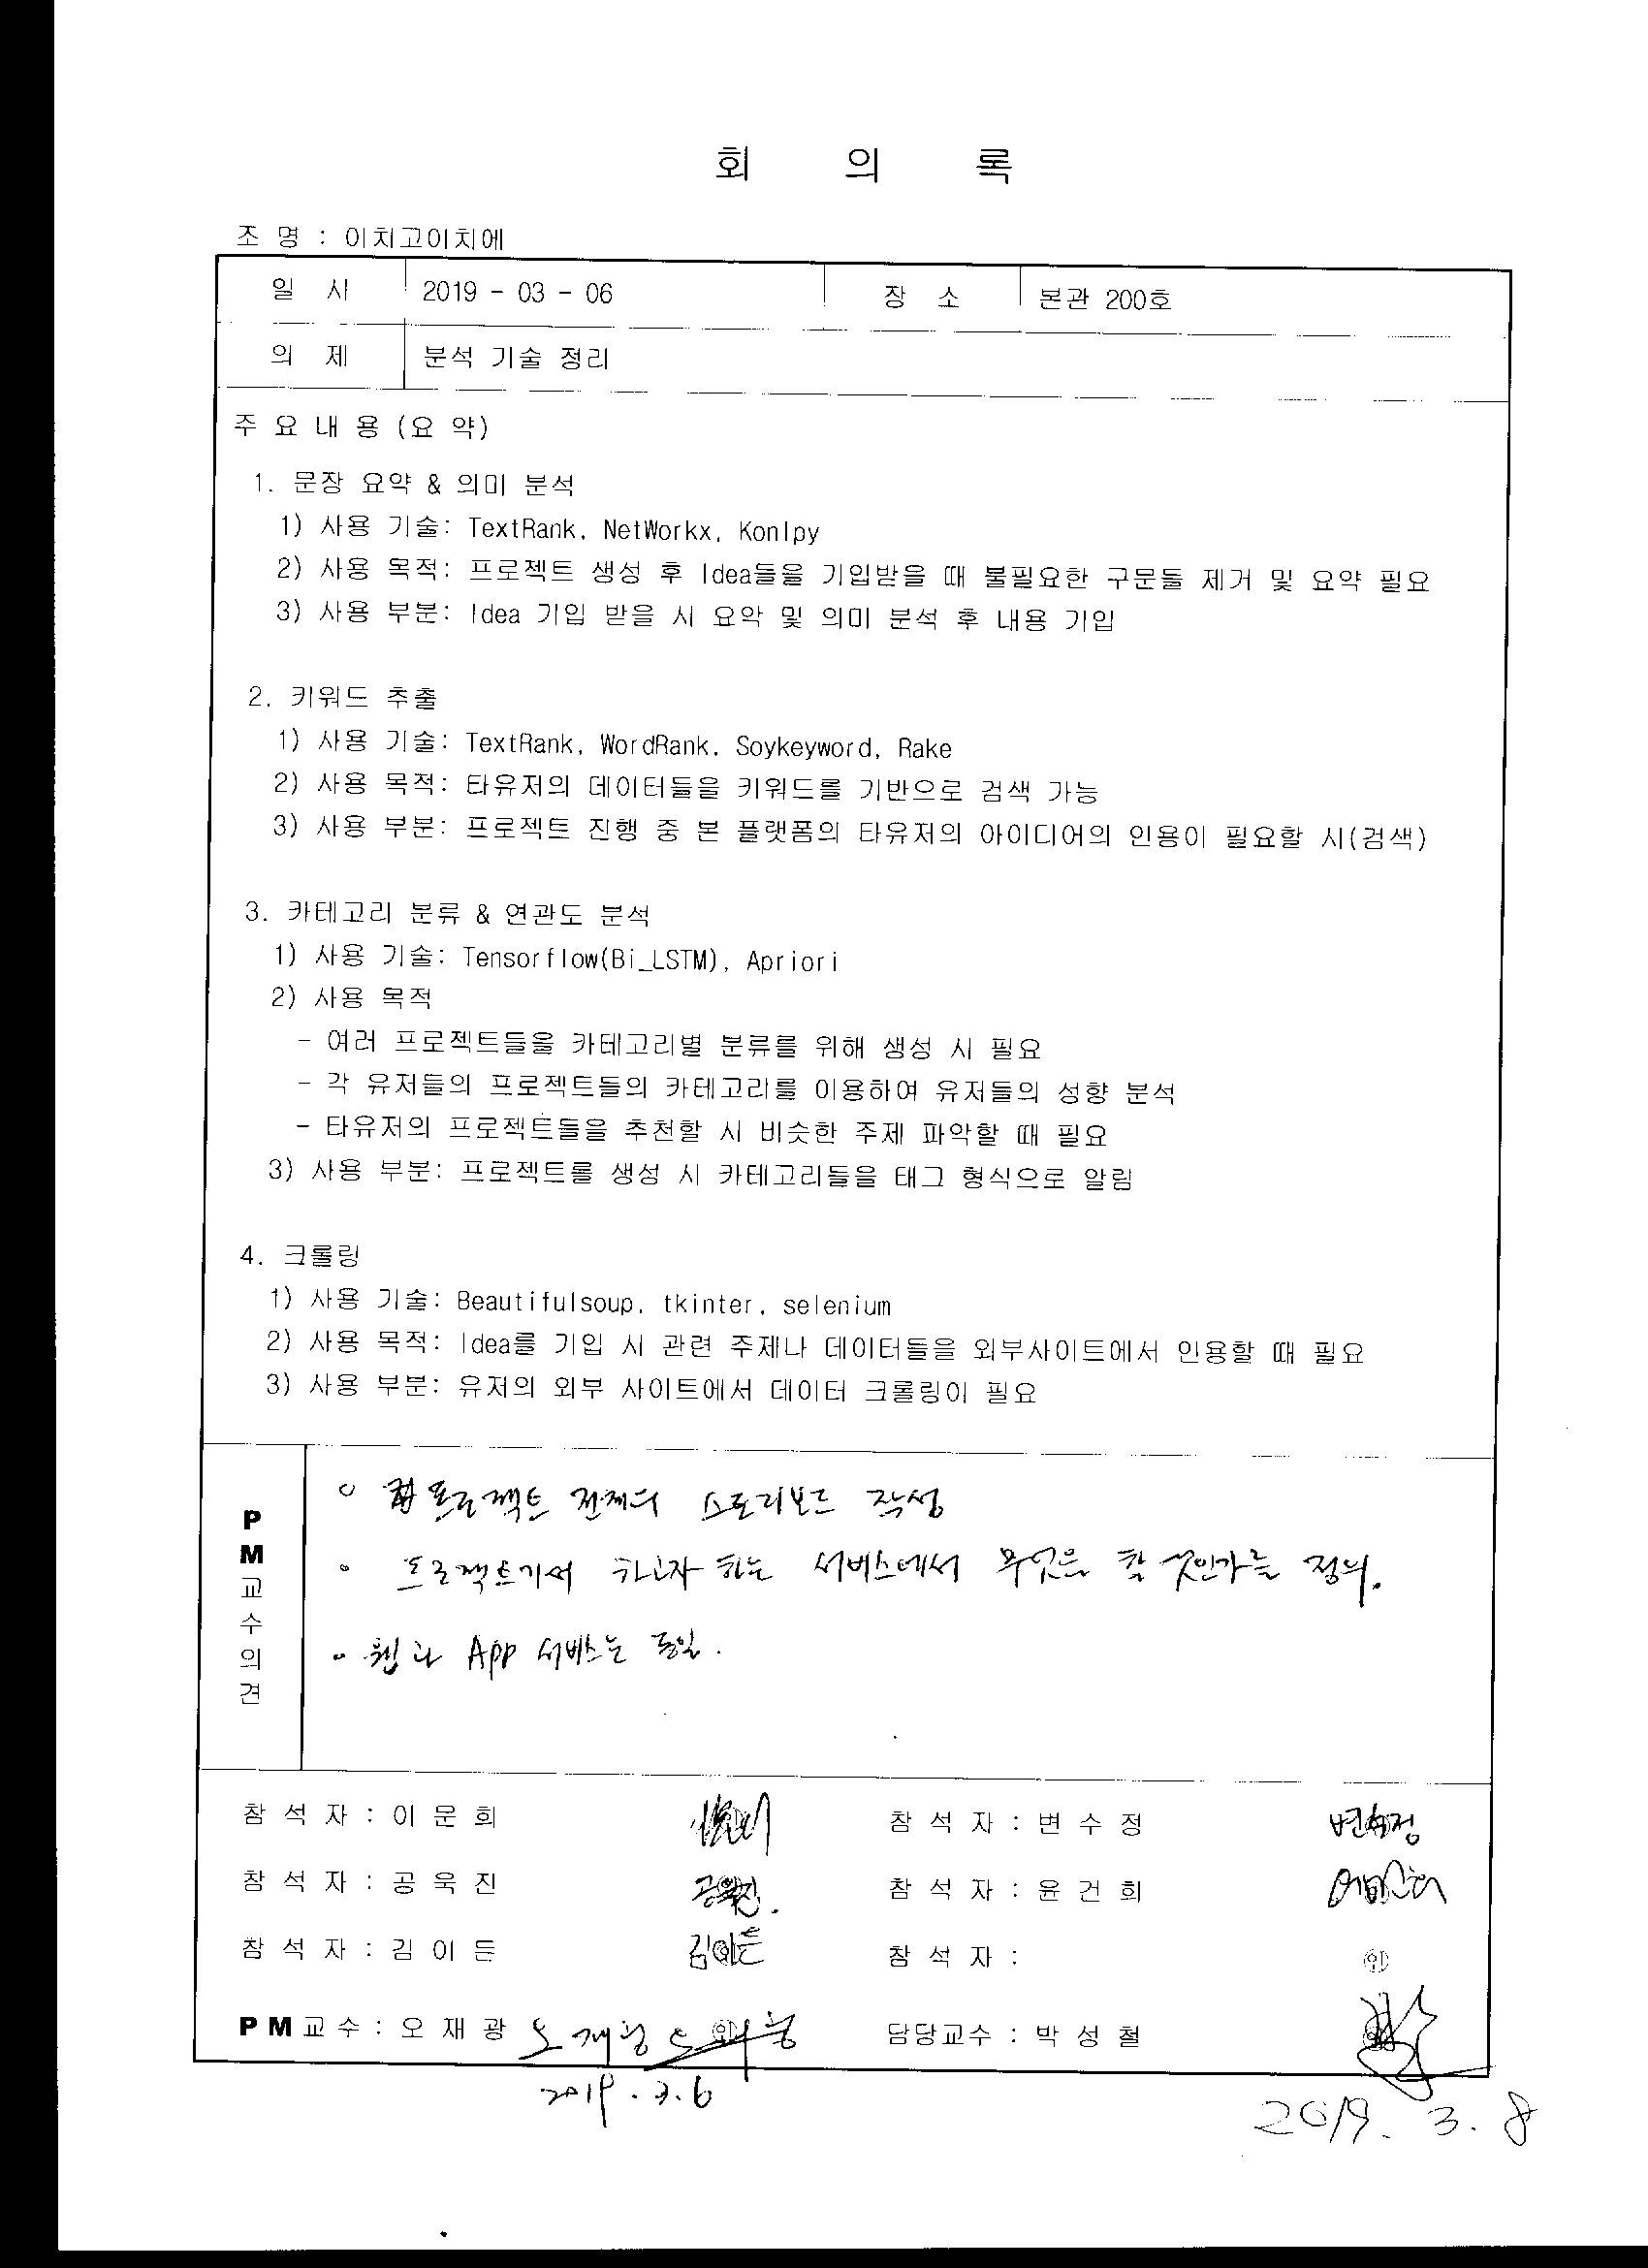 회 의 록
조 명 : 이치고이치에
일 시 2019 - 03 - 06 장 소 본관 200호
의 제 분석 기술 정리
주 요 내 용 (요 약)
1. 문장 요약 & 의미 분석
1) 사용 기술: TextRank, NetWorkx, Konlpy
2) 사용 목적: 프로젝트 생성 후 Idea들을 기입받을 때 불필요한 구문들 제거 및 요약 필요
3) 사용 부분: Idea 기입 받을 시 요약 및 의미 분석 후 내용 기입
2. 키워드 추출
1) 사용 기술: TextRank, WordRank, Soykeyword, Rake
2) 사용 목적: 타유저의 데이터들을 키워드를 기반으로 검색 가능
3) 사용 부분: 프로젝트 진행 중 본 플랫폼의 타유저의 아이디어의 인용이 필요할 시(검색)
3. 카테고리 분류 & 연관도 분석
1) 사용 기술: Tensorflow(Bi_LSTM), Apriori
2) 사용 목적
- 여러 프로젝트들을 카테고리별 분류를 위해 생성 시 필요
- 각 유저들의 프로젝트들의 카테고리를 이용하여 유저들의 성향 분석
- 타유저의 프로젝트들을 추천할 시 비슷한 주제 파악할 때 필요
3) 사용 부분: 프로젝트를 생성 시 카테고리들을 태그 형식으로 알림
4. 크롤링
1) 사용 기술: Beautifulsoup, tkinter, selenium
2) 사용 목적: Idea를 기입 시 관련 주제나 데이터들을 외부사이트에서 인용할 때 필요
3) 사용 부분: 유저의 외부 사이트에서 데이터 크롤링이 필요
PM교수의견
프로젝트 전체의 스토리보드 작성
프로젝트기서 하고자 하는 서비스에서 무엇을 할 것인가를 정의.
웹과 App 서비스는 동일.
참 석 자 : 이 문 희 참 석 자 : 변 수 정 변수정
참 석 자 : 공 욱 진 공욱진. 참 석 자 : 윤 건 희
참 석 자 : 김 이 든 김이든 참 석 자 : 인
PM교수 : 오 재 광 오재광 담당교수 : 박 성 철
2019. 3. 6
2019. 3. 8